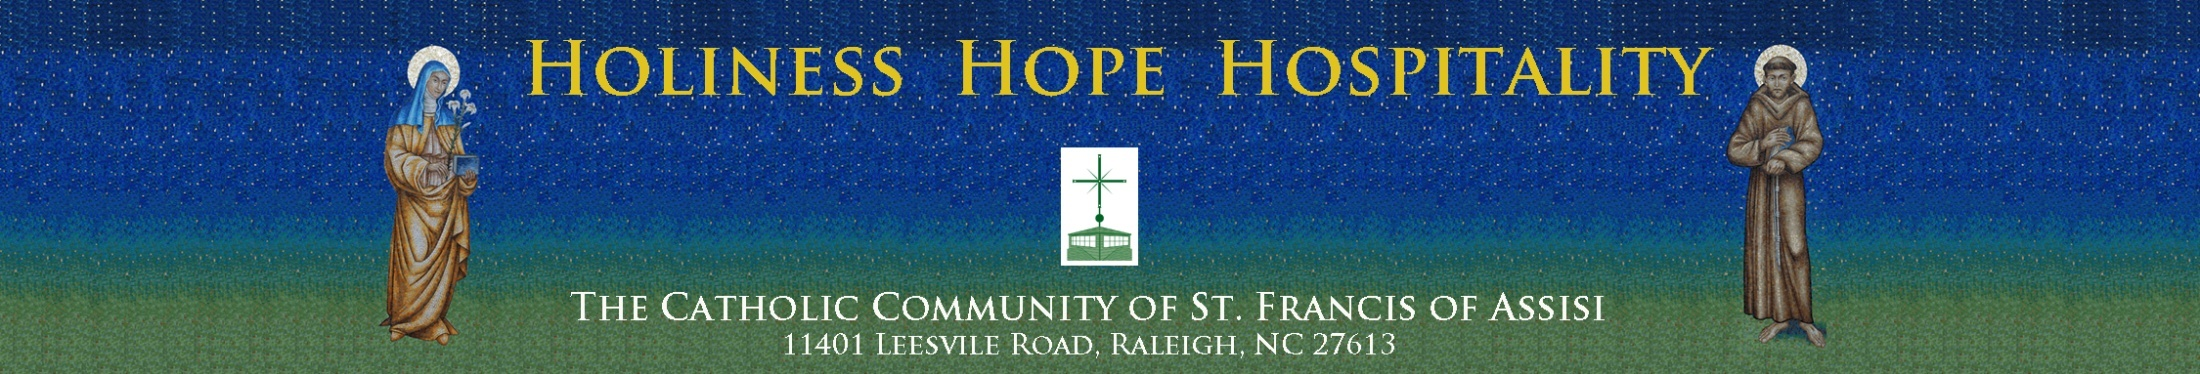 HOLINESS HOPE HOSPITALITY
THE CATHOLIC COMMUNITY OF ST. FRANCIS OF ASSISI
11401 LEESVILE ROAD, RALEIGH, NC 27613